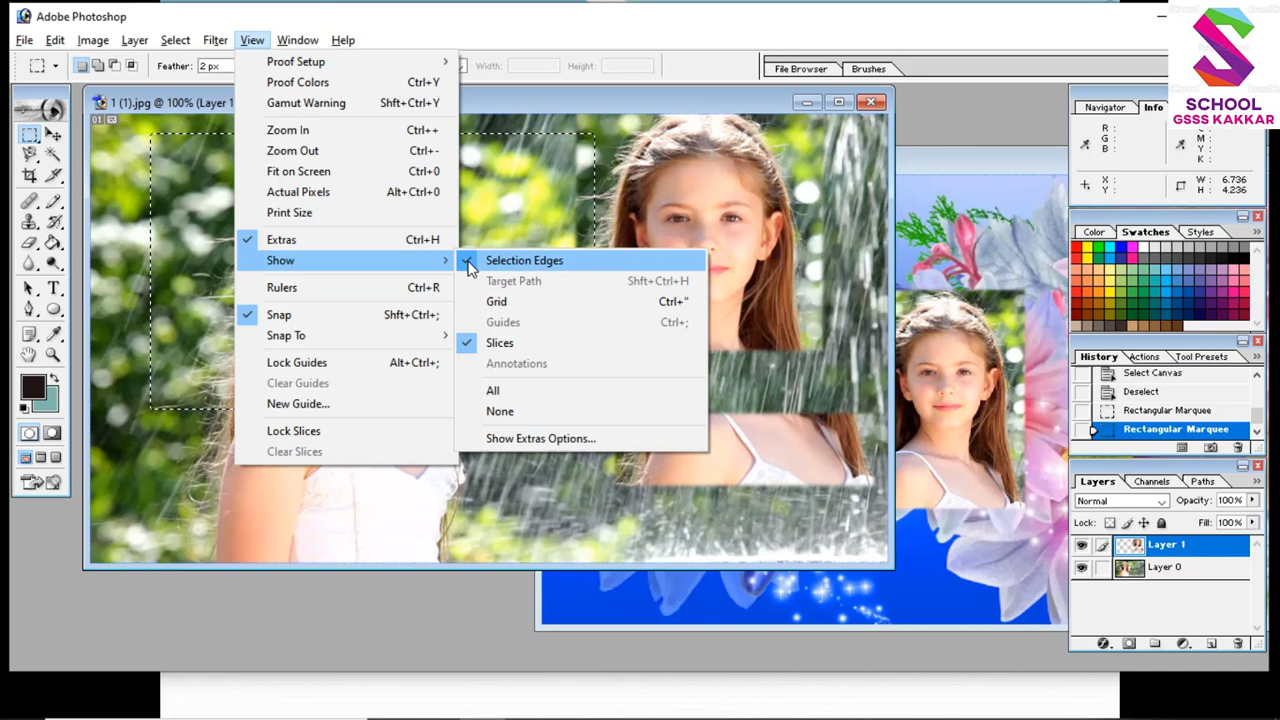 Adobe Photoshop
File Edit Image Layer Select Filter View Window Help
SCHOOL
GSSS KAKKAR
Feather: 2 px
Width:
Height:
File Browser
Brushes
1 (1).jpg @ 100% (Layer 1
01
Proof Setup
Proof Colors Ctrl+Y
Gamut Warning Shft+Ctrl+Y
Zoom In Ctrl++
Zoom Out Ctrl+-
Fit on Screen Ctrl+0
Actual Pixels Alt+Ctrl+0
Print Size
Extras Ctrl+H
Show
Rulers Ctrl+R
Snap Shft+Ctrl+;
Snap To
Lock Guides Alt+Ctrl+;
Clear Guides
New Guide...
Lock Slices
Clear Slices
Selection Edges
Target Path Shft+Ctrl+H
Grid Ctrl+"
Guides Ctrl+;
Slices
Annotations
All
None
Show Extras Options...
Navigator Info
R:
G:
B:
C:
M:
Y:
K:
X:
Y:
W: 6.736
H: 4.236
Color Swatches Styles
History Actions Tool Presets
Select Canvas
Deselect
Rectangular Marquee
Rectangular Marquee
Layers Channels Paths
Normal Opacity: 100%
Lock: Fill: 100%
Layer 1
Layer 0